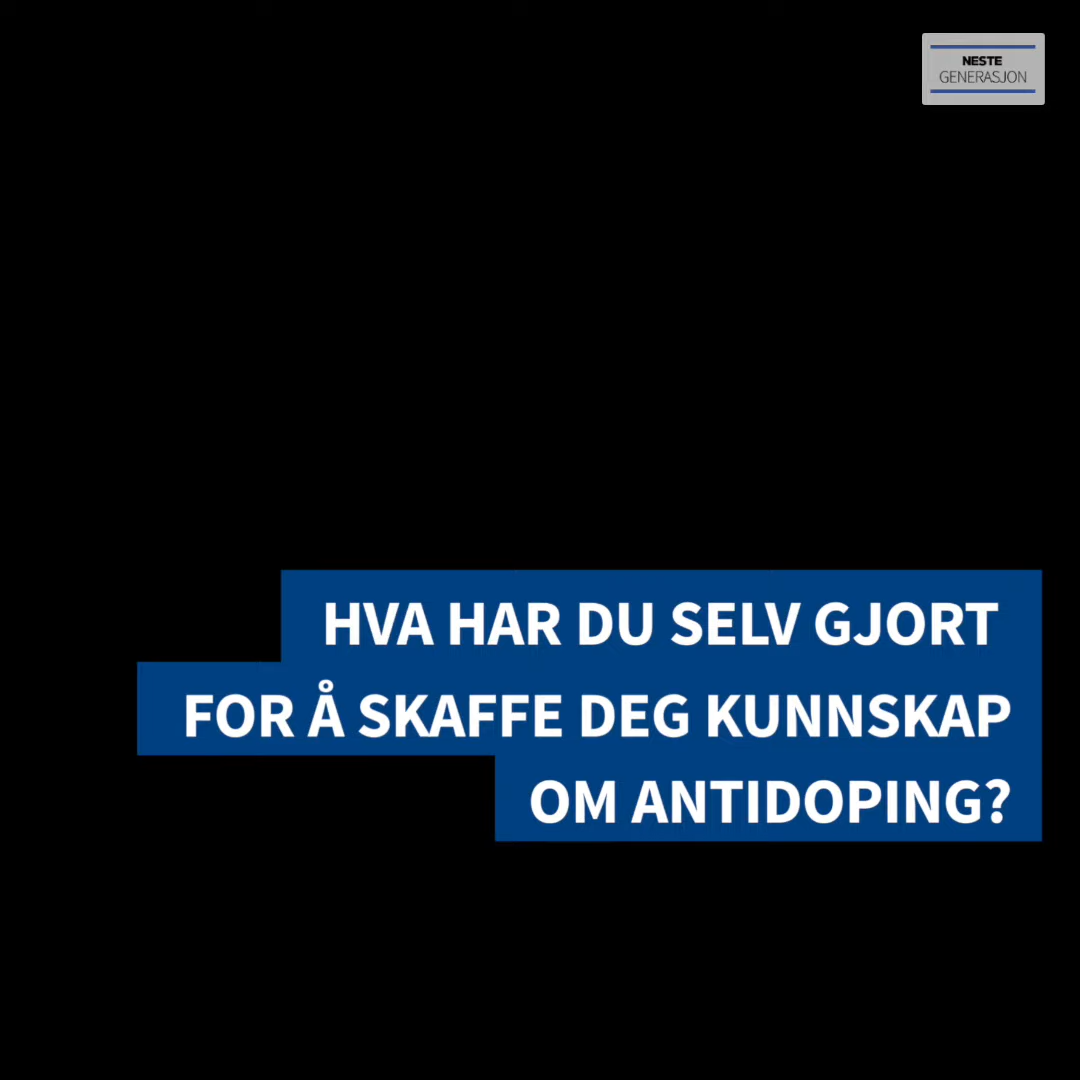 NESTE
GENERASJON
HVA HAR DU SELV GJORT
FOR Å SKAFFE DEG KUNNSKAP
OM ANTIDOPING?